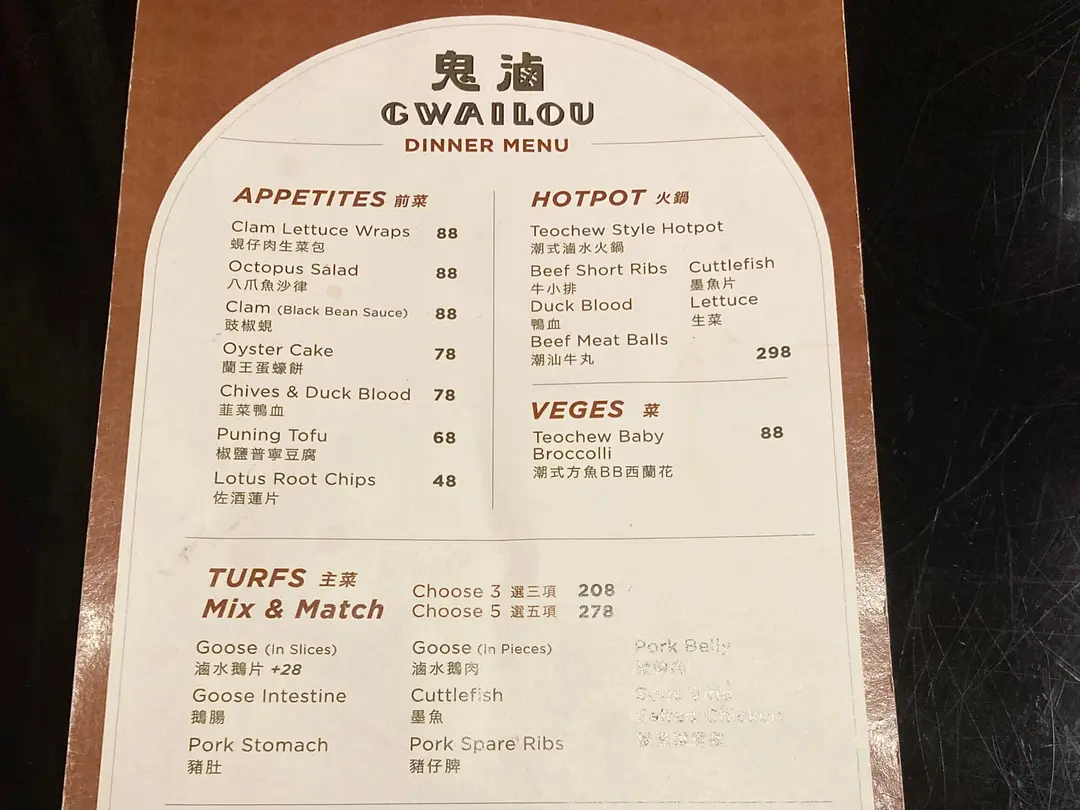 鬼滷
GWAILOU
DINNER MENU
APPETITES 前菜
Clam Lettuce Wraps 88
蜆仔肉生菜包
Octopus Salad 88
八爪魚沙律
Clam (Black Bean Sauce) 88
豉椒蜆
Oyster Cake 78
蘭王蛋蠔餅
Chives & Duck Blood 78
韮菜鴨血
Puning Tofu 68
椒鹽普寧豆腐
Lotus Root Chips 48
佐酒蓮片
HOTPOT 火鍋
Teochew Style Hotpot
潮式滷水火鍋
Beef Short Ribs
牛小排
Duck Blood
鴨血
Beef Meat Balls
潮汕牛丸
Cuttlefish
墨魚片
Lettuce
生菜
298
VEGES 菜
Teochew Baby 88
Broccolli
潮式方魚BB西蘭花
TURFS 主菜
Mix & Match
Choose 3 選三項 208
Choose 5 選五項 278
Goose (In Slices)
滷水鵝片 +28
Goose Intestine
鵝腸
Pork Stomach
豬肚
Goose (in Pieces)
滷水鵝肉
Cuttlefish
墨魚
Pork Spare Ribs
豬仔脾
Pork Belly
Sous Vide
Salted Chicken